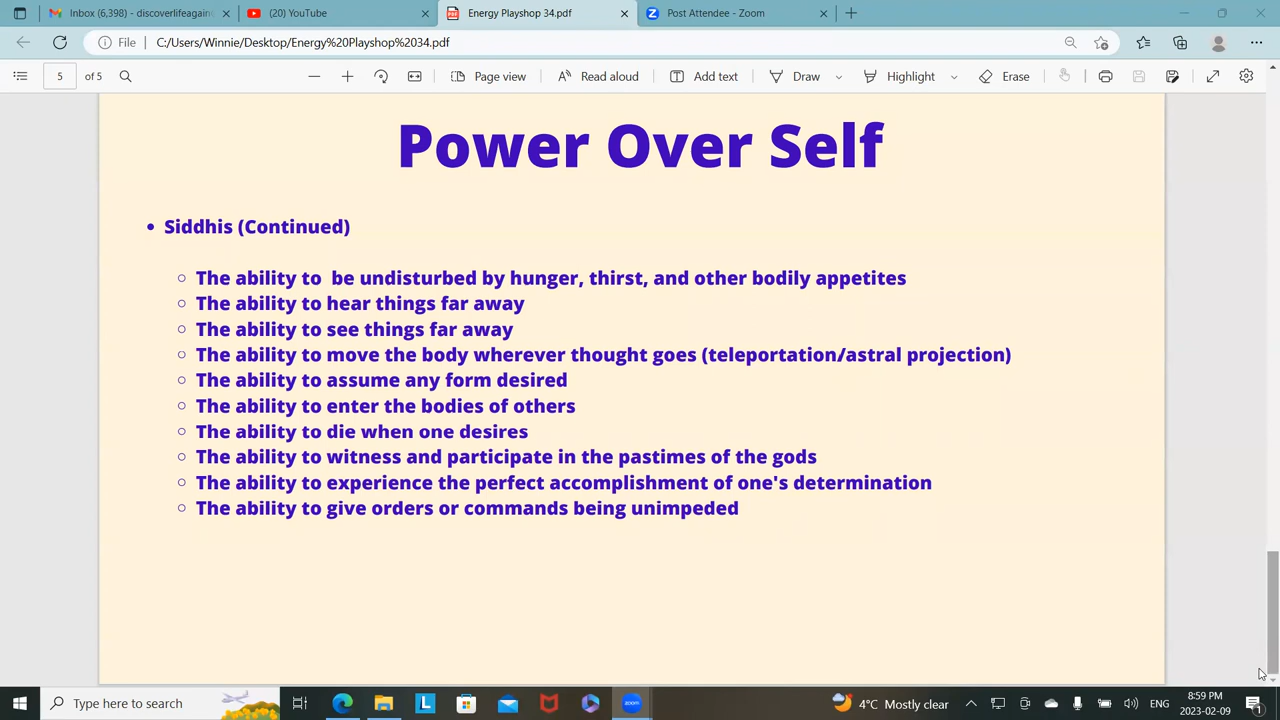 Inbox (6,398) - discoverlifeagain
(20) YouTube
Energy Playshop 34.pdf
Post Attendee - Zoom
File
C:/Users/Winnie/Desktop/Energy%20Playshop%2034.pdf
5 of 5
Page view
Read aloud
Add text
Draw
Highlight
Erase
Power Over Self
• Siddhis (Continued)
○ The ability to  be undisturbed by hunger, thirst, and other bodily appetites
○ The ability to hear things far away
○ The ability to see things far away
○ The ability to move the body wherever thought goes (teleportation/astral projection)
○ The ability to assume any form desired
○ The ability to enter the bodies of others
○ The ability to die when one desires
○ The ability to witness and participate in the pastimes of the gods
○ The ability to experience the perfect accomplishment of one's determination
○ The ability to give orders or commands being unimpeded
Type here to search
L
zoom
4°C Mostly clear
ENG
8:59 PM
2023-02-09
1